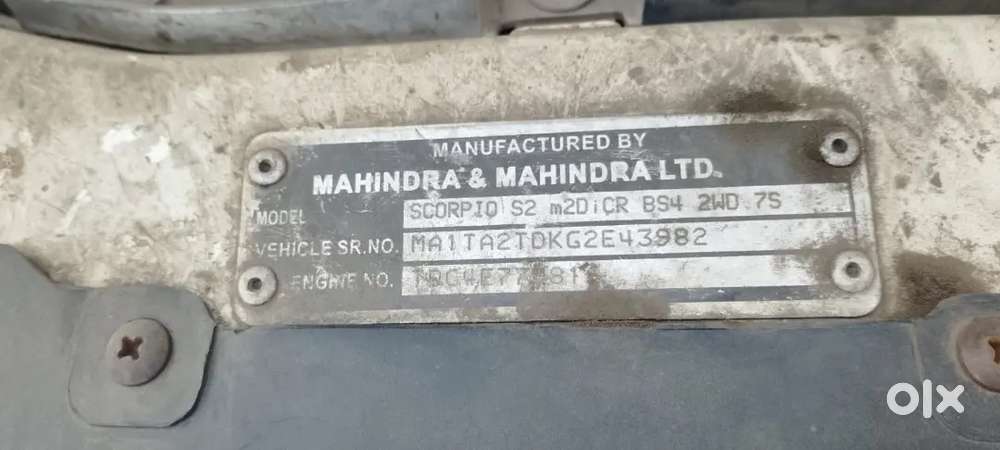 MANUFACTURED BY
MAHINDRA & MAHINDRA LTD.
MODEL SCORPIO S2 m2DiCR BS4 2WD 7S
VEHICLE SR.NO. MA1TA2TDKG2E43982
ENGINE NO.
olx